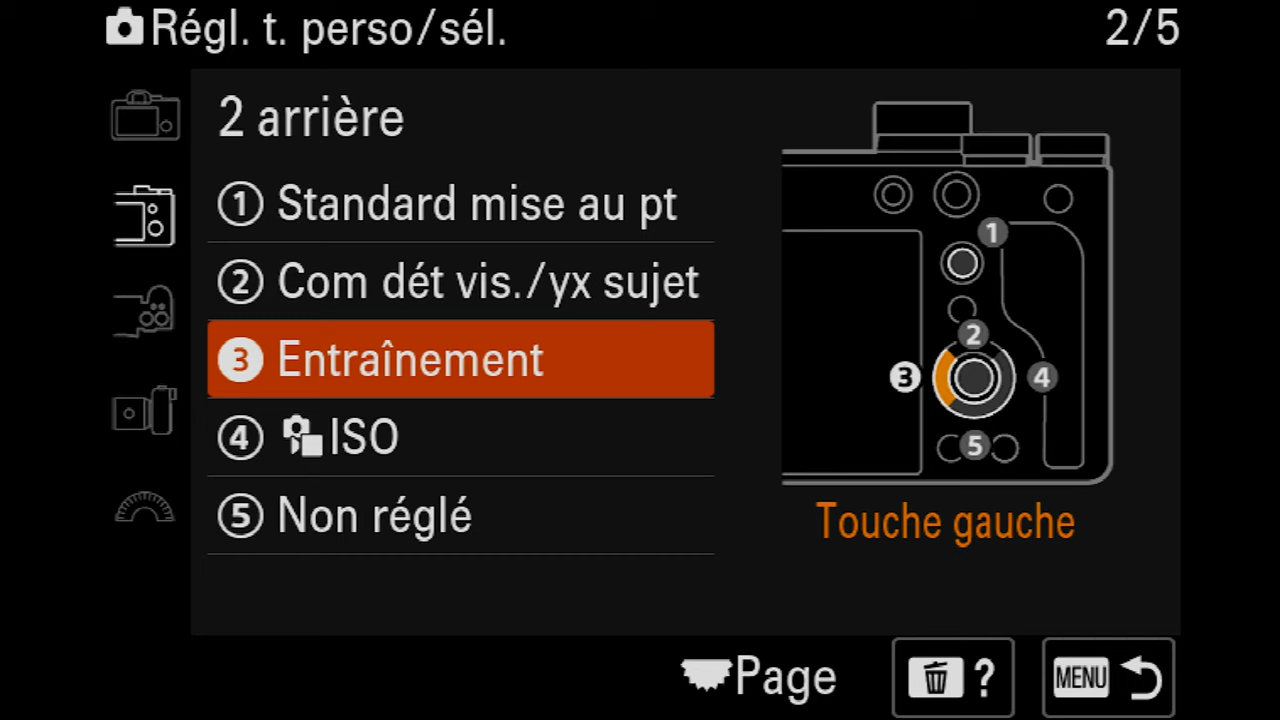 Régl. t. perso/sél.
2/5
2 arrière
① Standard mise au pt
② Com dét vis./yx sujet
③ Entraînement
④ ISO
⑤ Non réglé
1
2
3
4
5
Touche gauche
Page
?
MENU